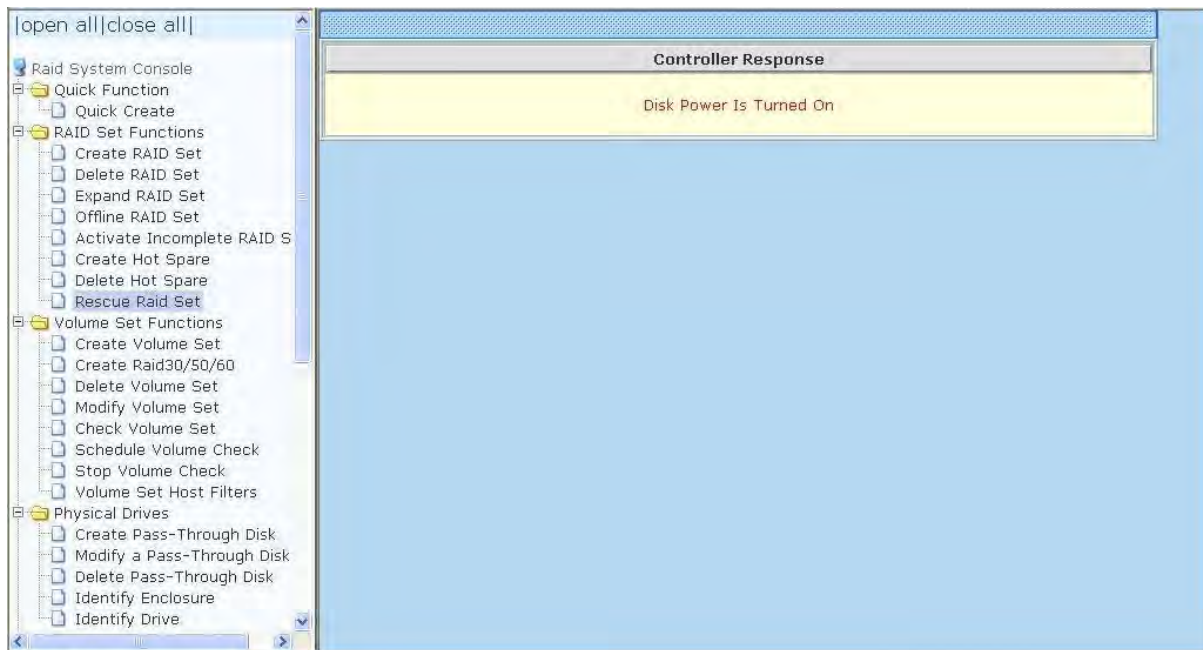 |open all|close all|
Raid System Console
Quick Function
Quick Create
RAID Set Functions
Create RAID Set
Delete RAID Set
Expand RAID Set
Offline RAID Set
Activate Incomplete RAID S
Create Hot Spare
Delete Hot Spare
Rescue Raid Set
Volume Set Functions
Create Volume Set
Create Raid30/50/60
Delete Volume Set
Modify Volume Set
Check Volume Set
Schedule Volume Check
Stop Volume Check
Volume Set Host Filters
Physical Drives
Create Pass-Through Disk
Modify a Pass-Through Disk
Delete Pass-Through Disk
Identify Enclosure
Identify Drive
Controller Response
Disk Power Is Turned On